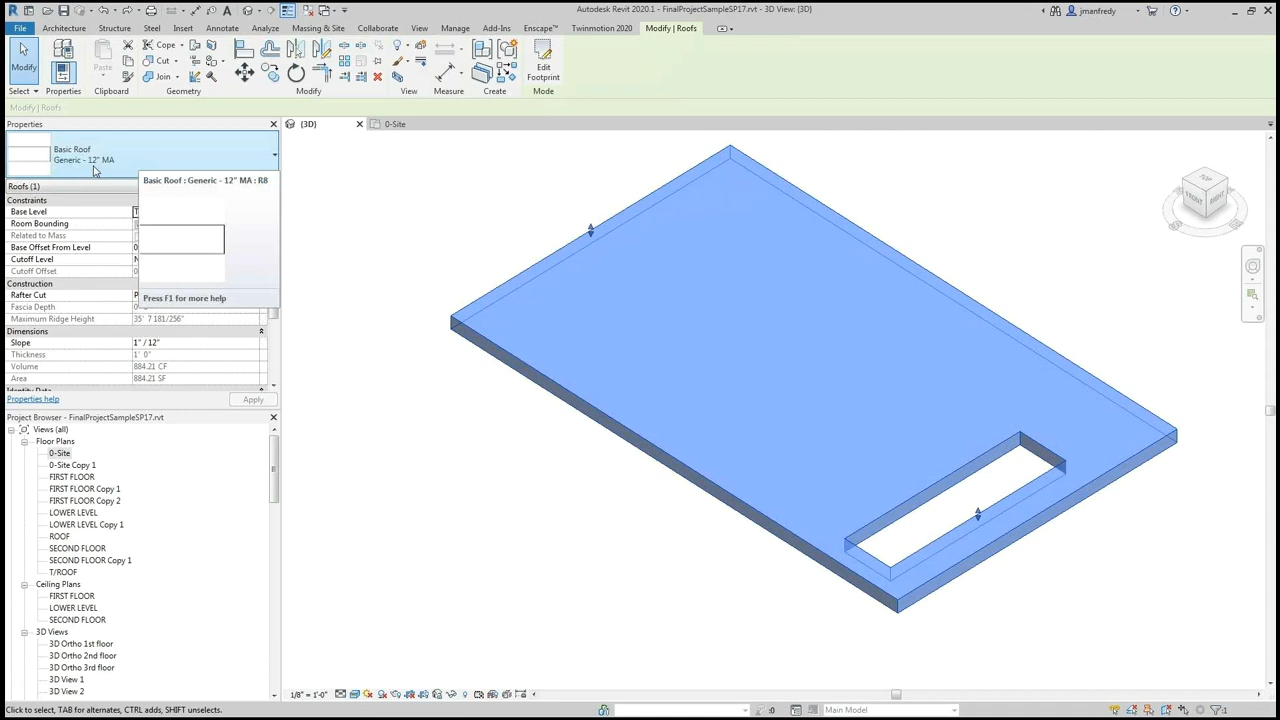 Autodesk Revit 2020.1 - FinalProjectSampleSP17.rvt - 3D View: {3D}
jmanfredy
File Architecture Structure Steel Insert Annotate Analyze Massing & Site Collaborate View Manage Add-Ins Enscape™ Twinmotion 2020 Modify | Roofs
Modify Paste Cope Cut Join Edit Footprint
Select Properties Clipboard Geometry Modify View Measure Create Mode
Modify | Roofs
Properties
{3D}
0-Site
Basic Roof
Generic - 12" MA
Basic Roof : Generic - 12" MA : R8
Press F1 for more help
Roofs (1)
Constraints
Base Level
Room Bounding
Related to Mass
Base Offset From Level
Cutoff Level
Cutoff Offset
Construction
Rafter Cut
Fascia Depth
Maximum Ridge Height 35' 7 181/256"
Dimensions
Slope 1" / 12"
Thickness 1' 0"
Volume 884.21 CF
Area 884.21 SF
Identity Data
Properties help
Apply
Project Browser - FinalProjectSampleSP17.rvt
Views (all)
Floor Plans
0-Site
0-Site Copy 1
FIRST FLOOR
FIRST FLOOR Copy 1
FIRST FLOOR Copy 2
LOWER LEVEL
LOWER LEVEL Copy 1
ROOF
SECOND FLOOR
SECOND FLOOR Copy 1
T/ROOF
Ceiling Plans
FIRST FLOOR
LOWER LEVEL
SECOND FLOOR
3D Views
3D Ortho 1st floor
3D Ortho 2nd floor
3D Ortho 3rd floor
3D View 1
3D View 2
TOP
FRONT
RIGHT
1/8" = 1'-0"
Click to select, TAB for alternates, CTRL adds, SHIFT unselects.
:0
Main Model
:1